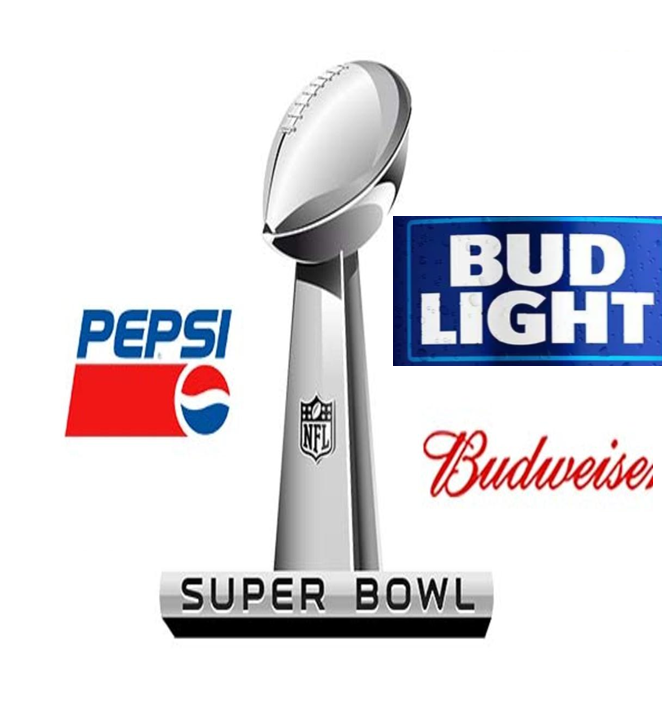 BUD
LIGHT
PEPSI
NFL
Budweiser
SUPER BOWL